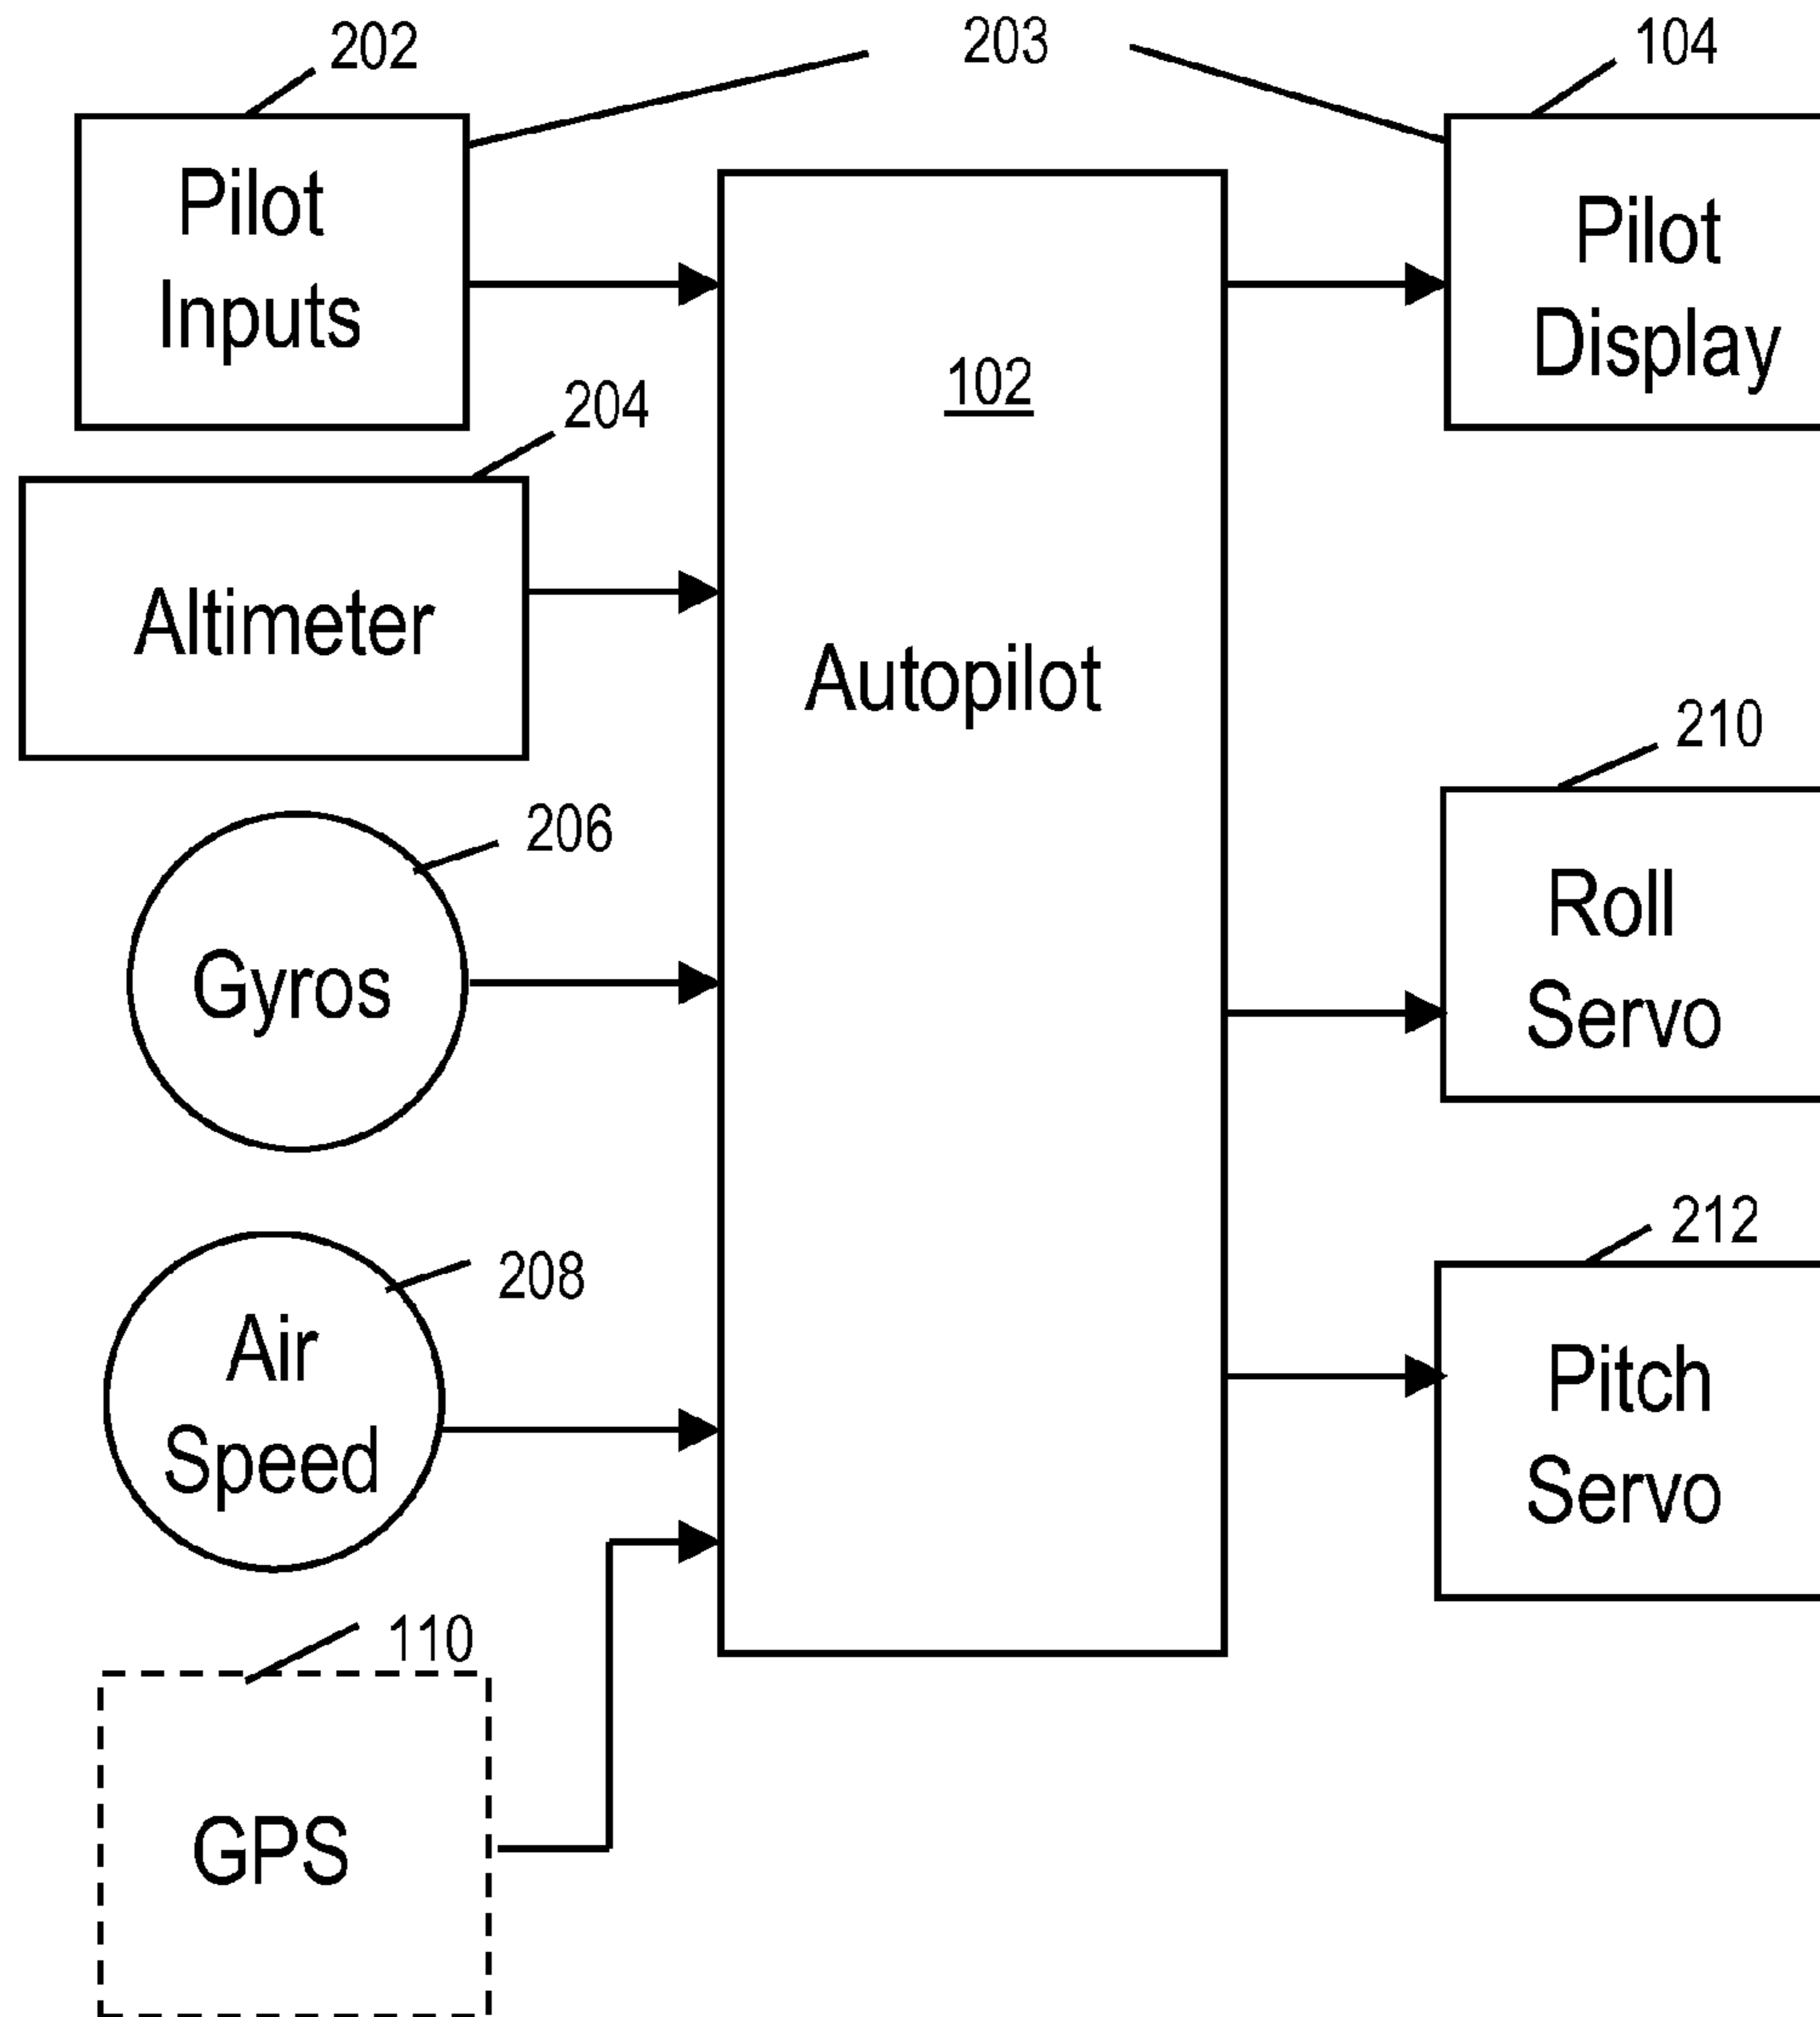 202
203
104
Pilot
Inputs
Pilot
Display
102
204
Altimeter
Autopilot
210
206
Roll
Servo
Gyros
212
208
Air
Speed
Pitch
Servo
110
GPS